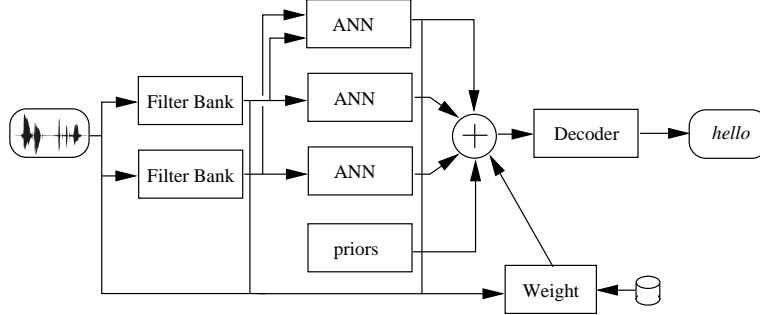 ANN
Filter Bank
ANN
Decoder
hello
Filter Bank
ANN
priors
Weight